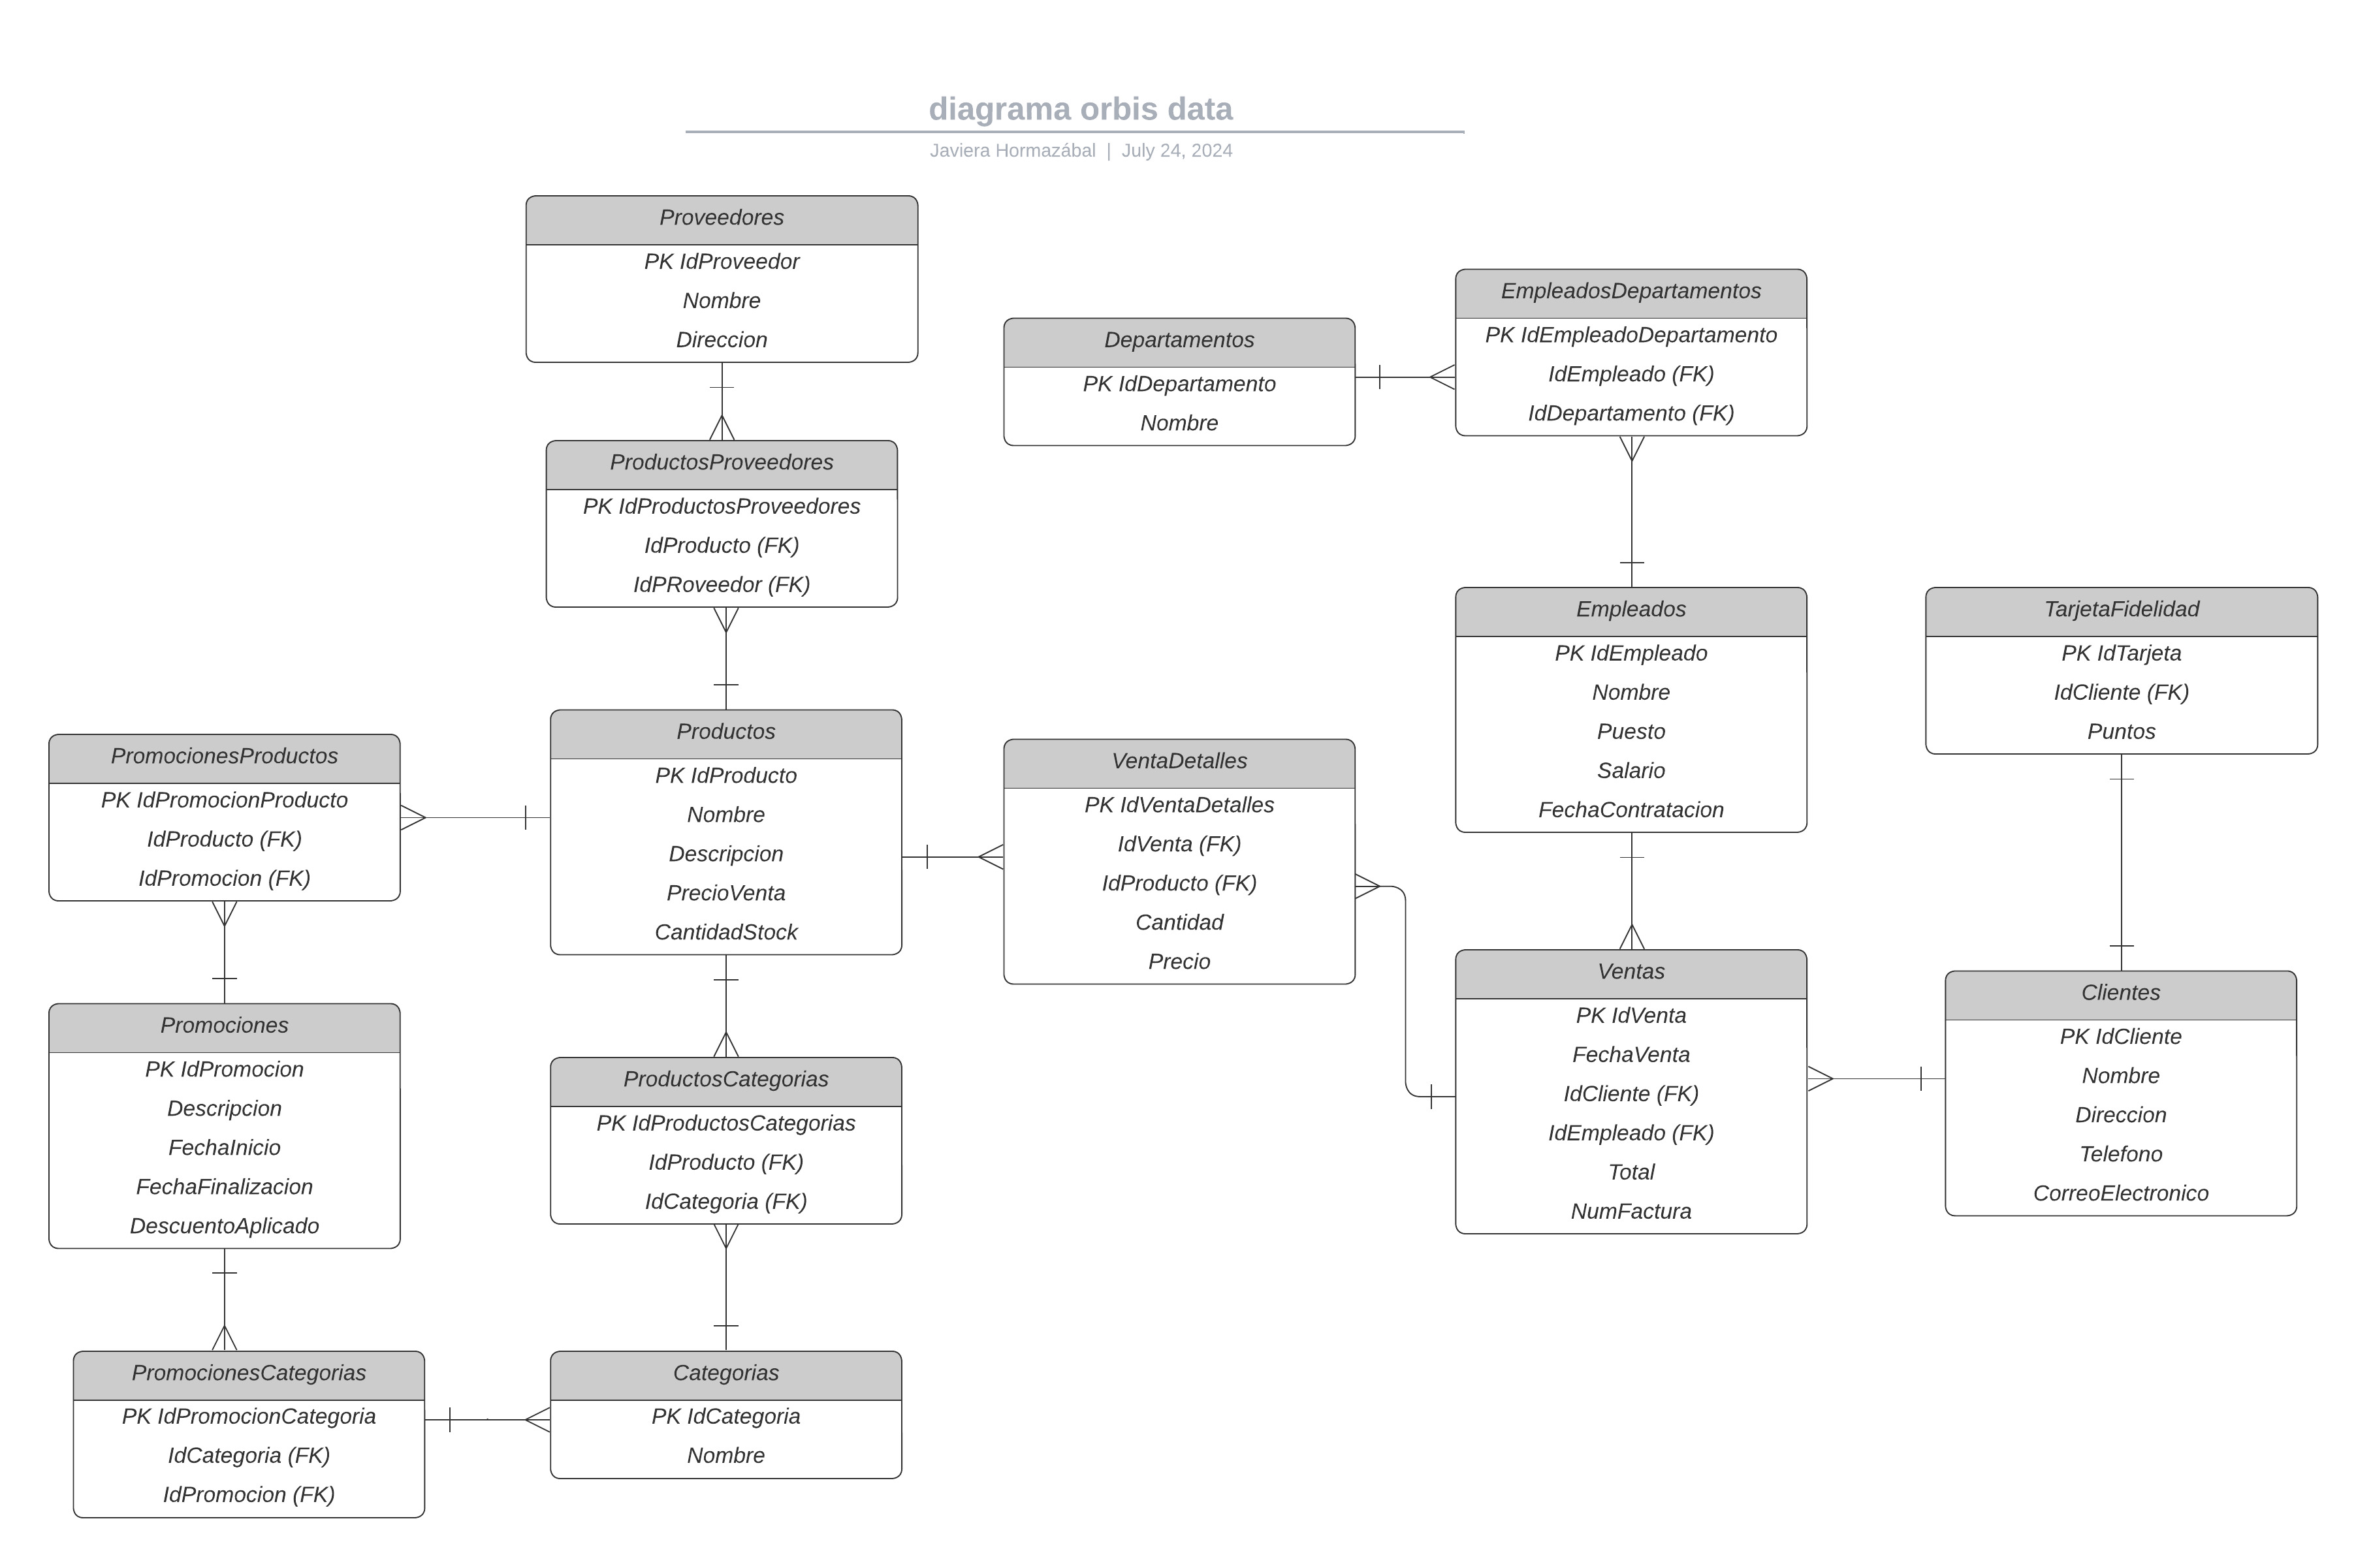 diagrama orbis data
Javiera Hormazábal | July 24, 2024
Proveedores
PK IdProveedor
Nombre
Direccion
ProductosProveedores
PK IdProductosProveedores
IdProducto (FK)
IdPRoveedor (FK)
Departamentos
PK IdDepartamento
Nombre
EmpleadosDepartamentos
PK IdEmpleadoDepartamento
IdEmpleado (FK)
IdDepartamento (FK)
Empleados
PK IdEmpleado
Nombre
Puesto
Salario
FechaContratacion
TarjetaFidelidad
PK IdTarjeta
IdCliente (FK)
Puntos
PromocionesProductos
PK IdPromocionProducto
IdProducto (FK)
IdPromocion (FK)
Productos
PK IdProducto
Nombre
Descripcion
PrecioVenta
CantidadStock
VentaDetalles
PK IdVentaDetalles
IdVenta (FK)
IdProducto (FK)
Cantidad
Precio
Ventas
PK IdVenta
FechaVenta
IdCliente (FK)
IdEmpleado (FK)
Total
NumFactura
Clientes
PK IdCliente
Nombre
Direccion
Telefono
CorreoElectronico
Promociones
PK IdPromocion
Descripcion
FechaInicio
FechaFinalizacion
DescuentoAplicado
ProductosCategorias
PK IdProductosCategorias
IdProducto (FK)
IdCategoria (FK)
PromocionesCategorias
PK IdPromocionCategoria
IdCategoria (FK)
IdPromocion (FK)
Categorias
PK IdCategoria
Nombre